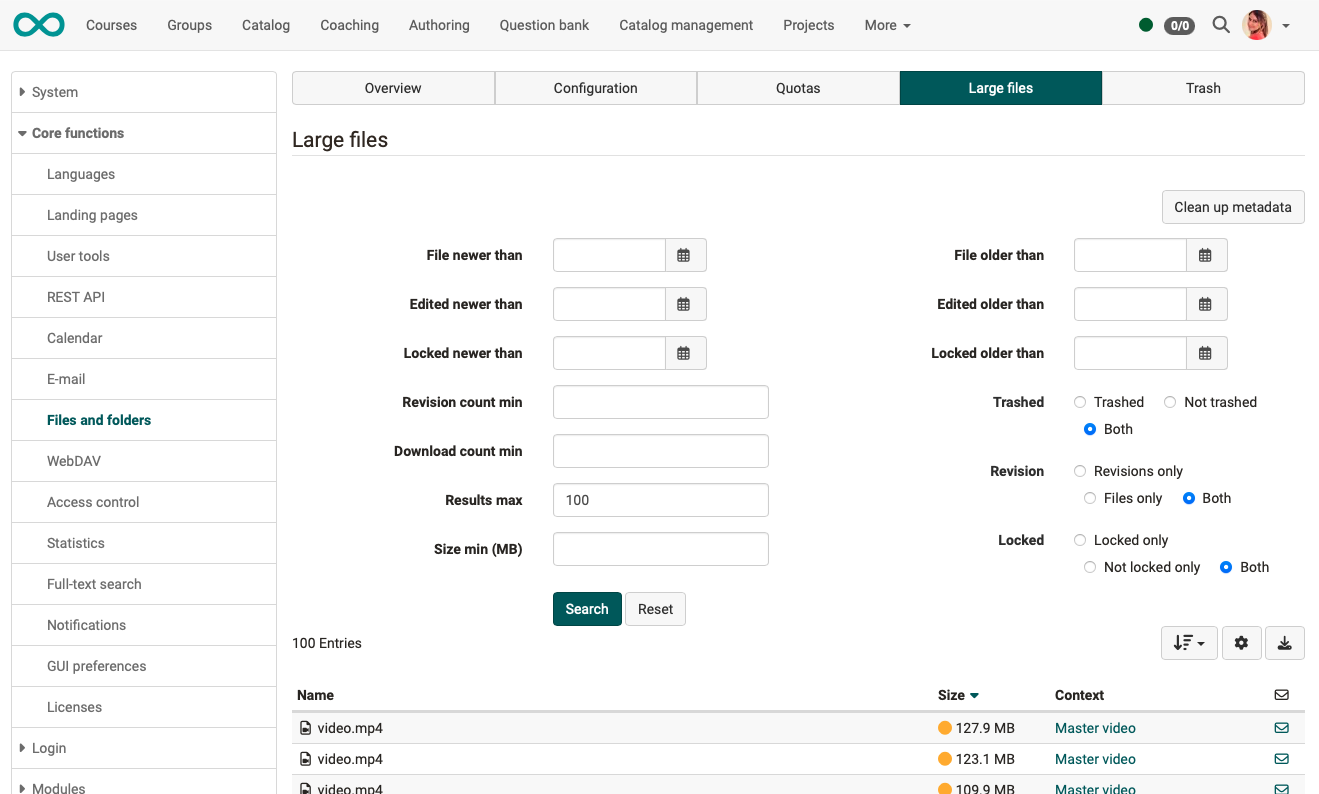 Courses Groups Catalog Coaching Authoring Question bank Catalog management Projects More 0/0
System
Core functions
Languages
Landing pages
User tools
REST API
Calendar
E-mail
Files and folders
WebDAV
Access control
Statistics
Full-text search
Notifications
GUI preferences
Licenses
Login
Modules
Overview Configuration Quotas Large files Trash
Large files
Clean up metadata
File newer than
File older than
Edited newer than
Edited older than
Locked newer than
Locked older than
Revision count min
Download count min
Results max 100
Size min (MB)
Trashed Trashed Not trashed
Both
Revision Revisions only
Files only Both
Locked Locked only
Not locked only Both
Search Reset
100 Entries
Name Size Context
video.mp4 127.9 MB Master video
video.mp4 123.1 MB Master video
video.mp4 109.9 MB Master video